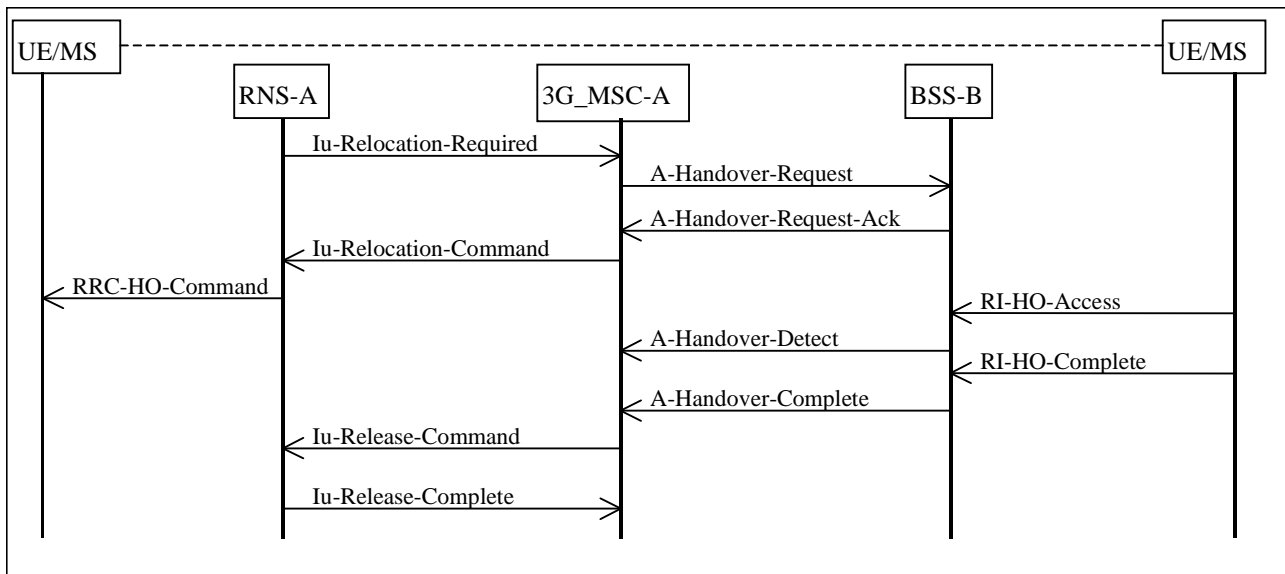 UE/MS
UE/MS
RNS-A
3G_MSC-A
BSS-B
Iu-Relocation-Required
A-Handover-Request
A-Handover-Request-Ack
Iu-Relocation-Command
RRC-HO-Command
RI-HO-Access
A-Handover-Detect
RI-HO-Complete
A-Handover-Complete
Iu-Release-Command
Iu-Release-Complete